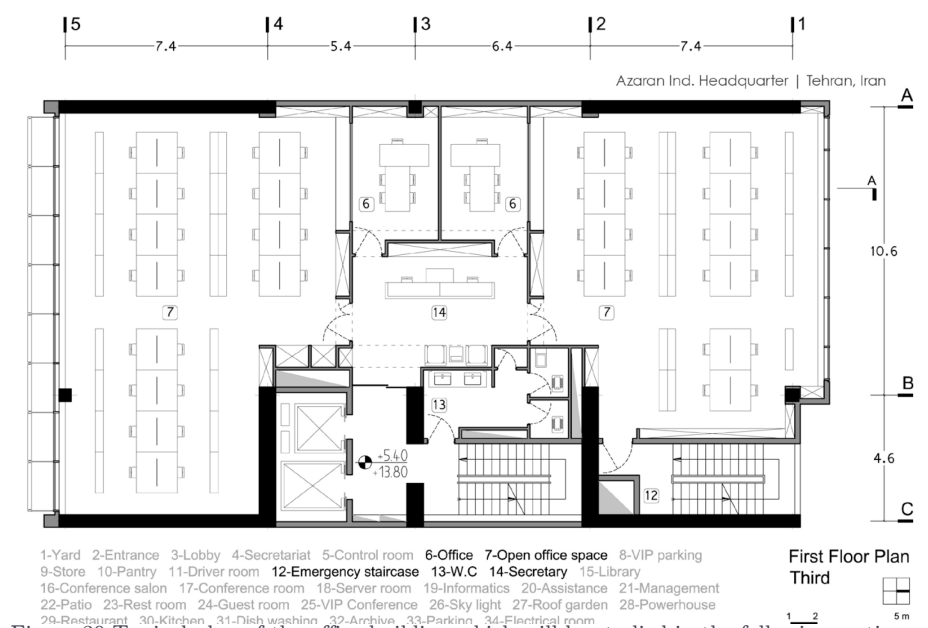 5 4 3 2 1
7.4 5.4 6.4 7.4
Azaran Ind. Headquarter | Tehran, Iran
A
A
6 6
10.6
7 14 7
B
13
+5.40
+13.80
4.6
12
C
1-Yard 2-Entrance 3-Lobby 4-Secretariat 5-Control room 6-Office 7-Open office space 8-VIP parking
9-Store 10-Pantry 11-Driver room 12-Emergency staircase 13-W.C 14-Secretary 15-Library
16-Conference salon 17-Conference room 18-Server room 19-Informatics 20-Assistance 21-Management
22-Patio 23-Rest room 24-Guest room 25-VIP Conference 26-Sky light 27-Roof garden 28-Powerhouse
29-Restaurant 30-Kitchen 31-Dish washing 32-Archive 33-Parking 34-Electrical room
First Floor Plan
Third
1 2 5 m